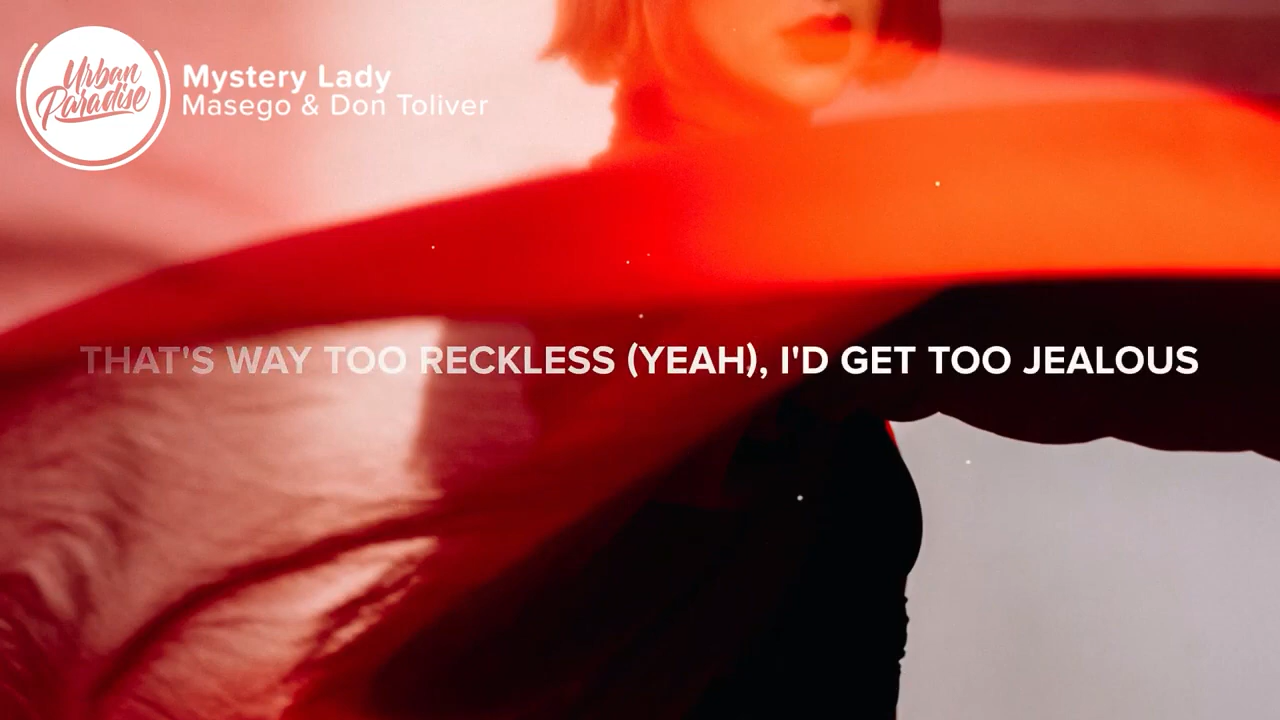 Urban
Paradise
Mystery Lady
Masego & Don Toliver
THAT'S WAY TOO RECKLESS (YEAH), I'D GET TOO JEALOUS